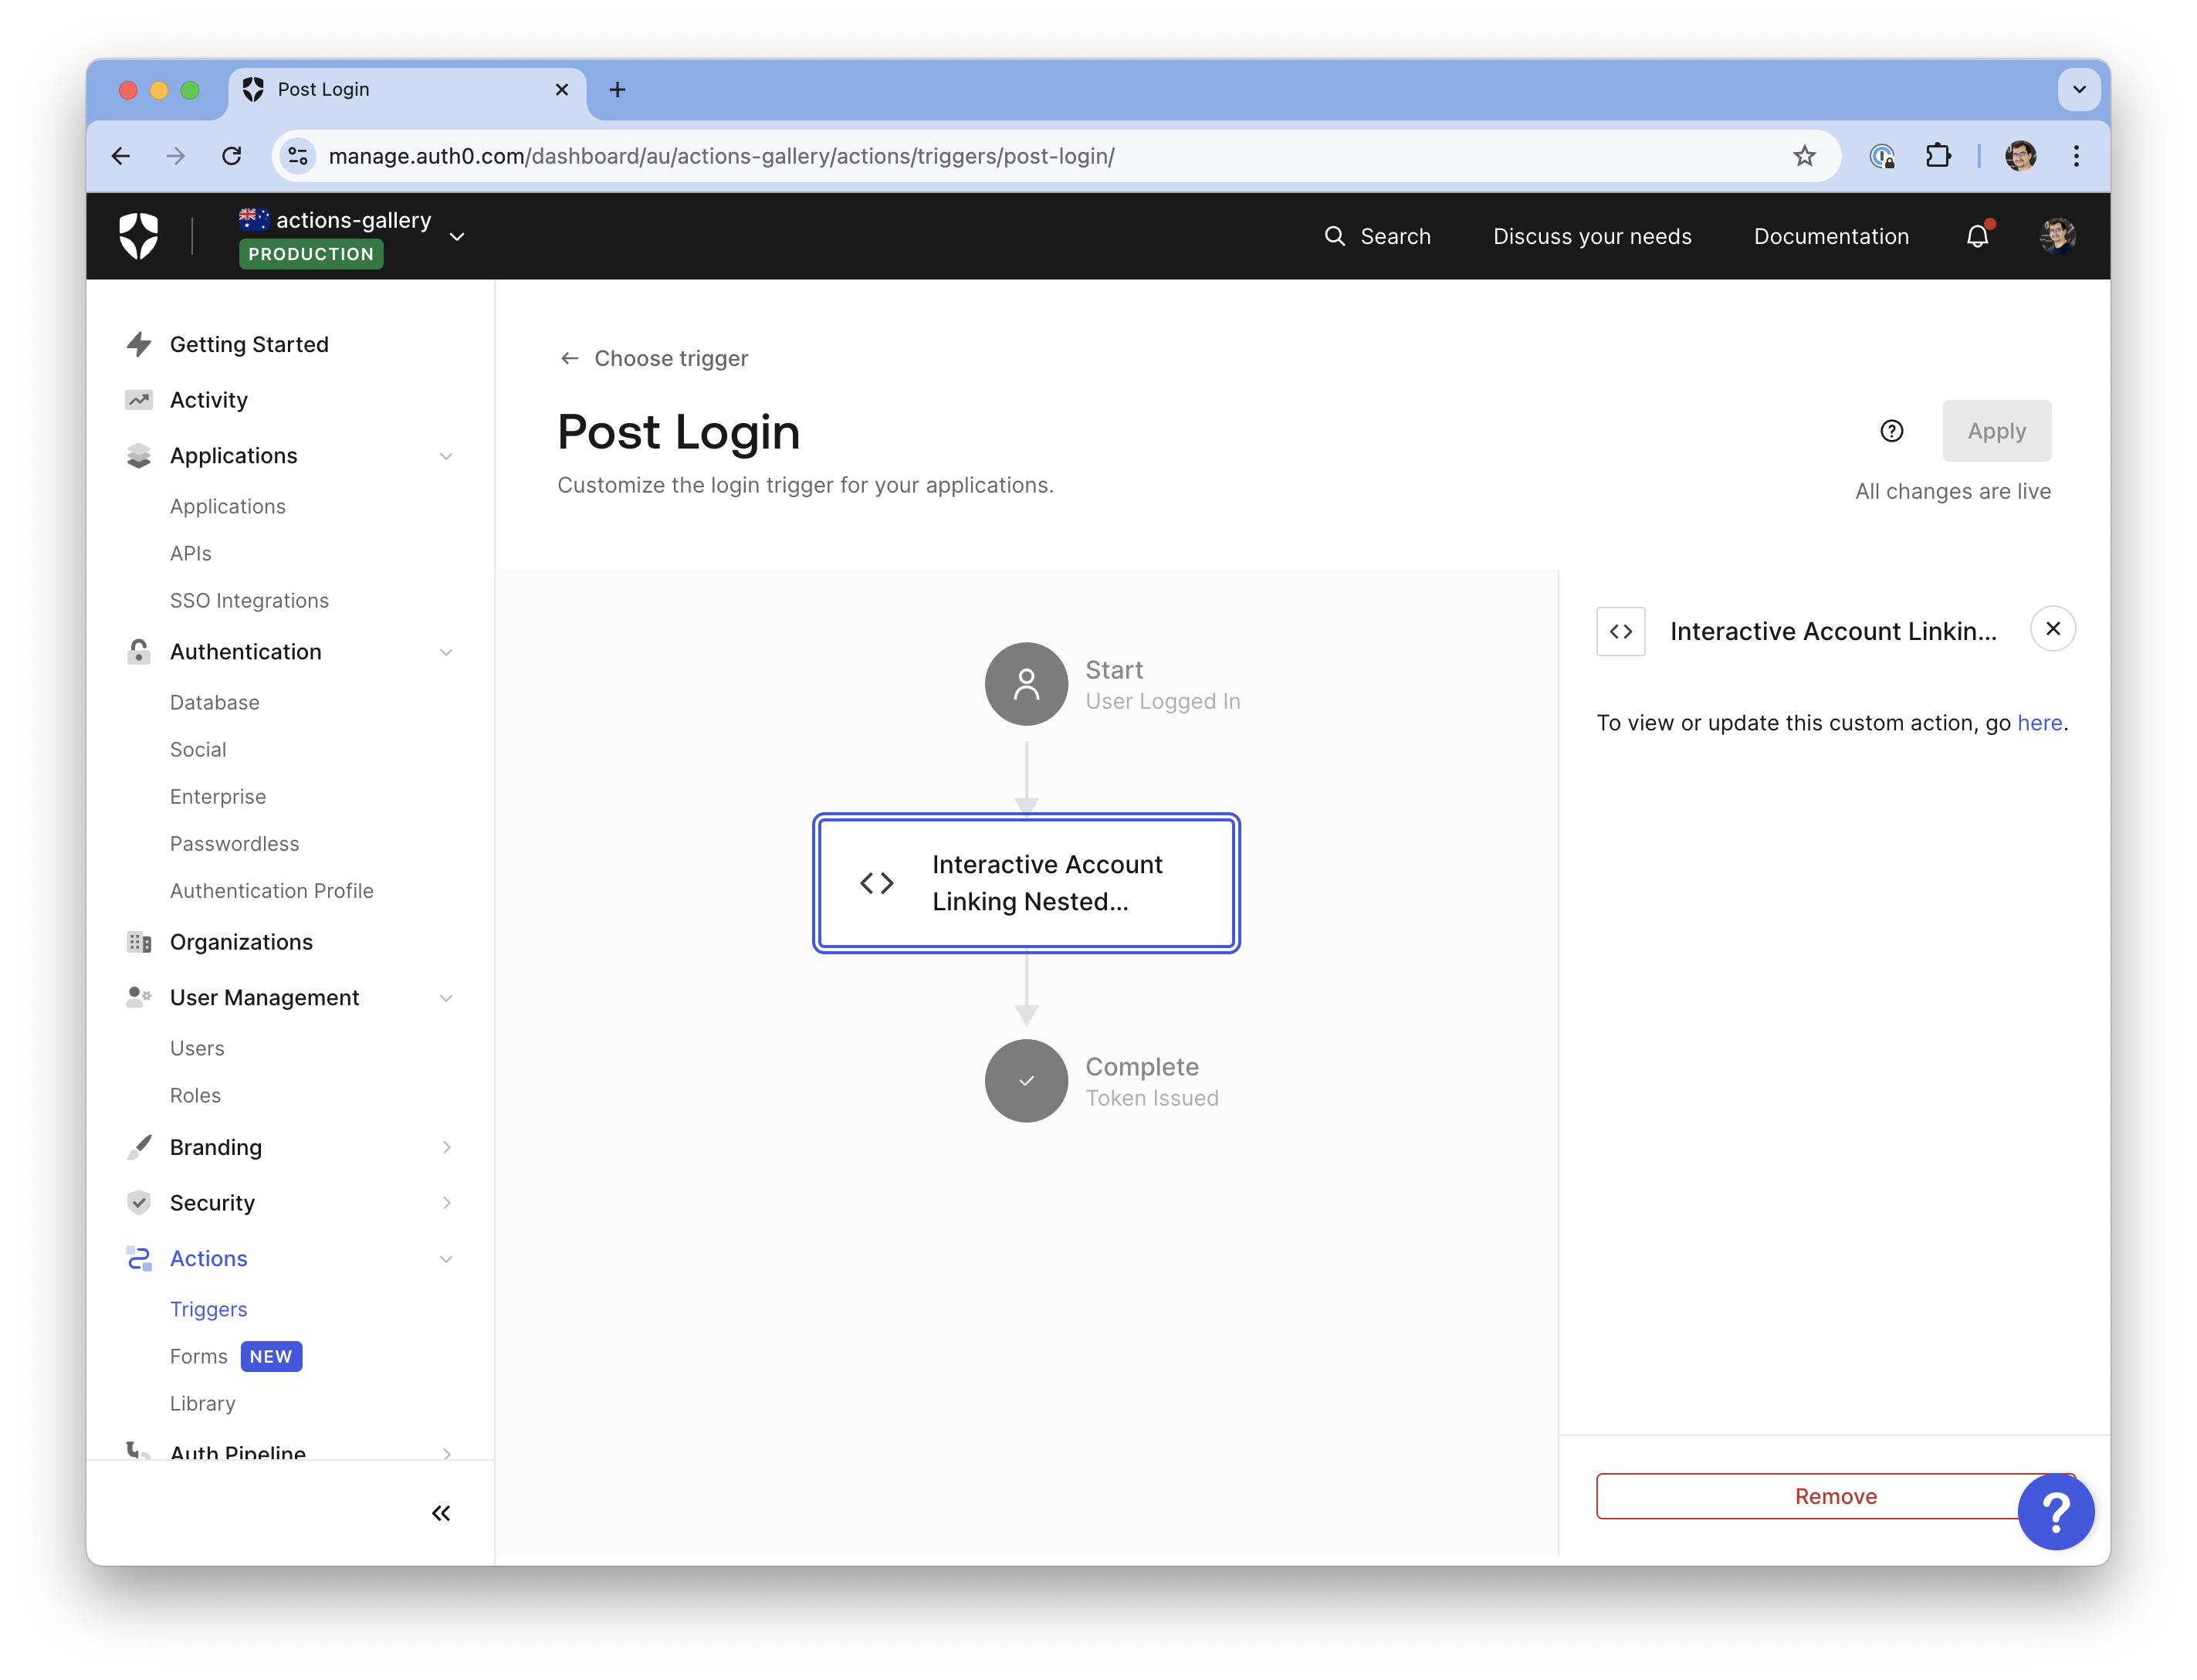 Post Login
manage.auth0.com/dashboard/au/actions-gallery/actions/triggers/post-login/
actions-gallery
PRODUCTION
Search
Discuss your needs
Documentation
Getting Started
Activity
Applications
Applications
APIs
SSO Integrations
Authentication
Database
Social
Enterprise
Passwordless
Authentication Profile
Organizations
User Management
Users
Roles
Branding
Security
Actions
Triggers
Forms NEW
Library
Auth Pipeline
Choose trigger
Post Login
Customize the login trigger for your applications.
Apply
All changes are live
Start
User Logged In
Interactive Account
Linking Nested...
Complete
Token Issued
Interactive Account Linkin...
To view or update this custom action, go here.
Remove